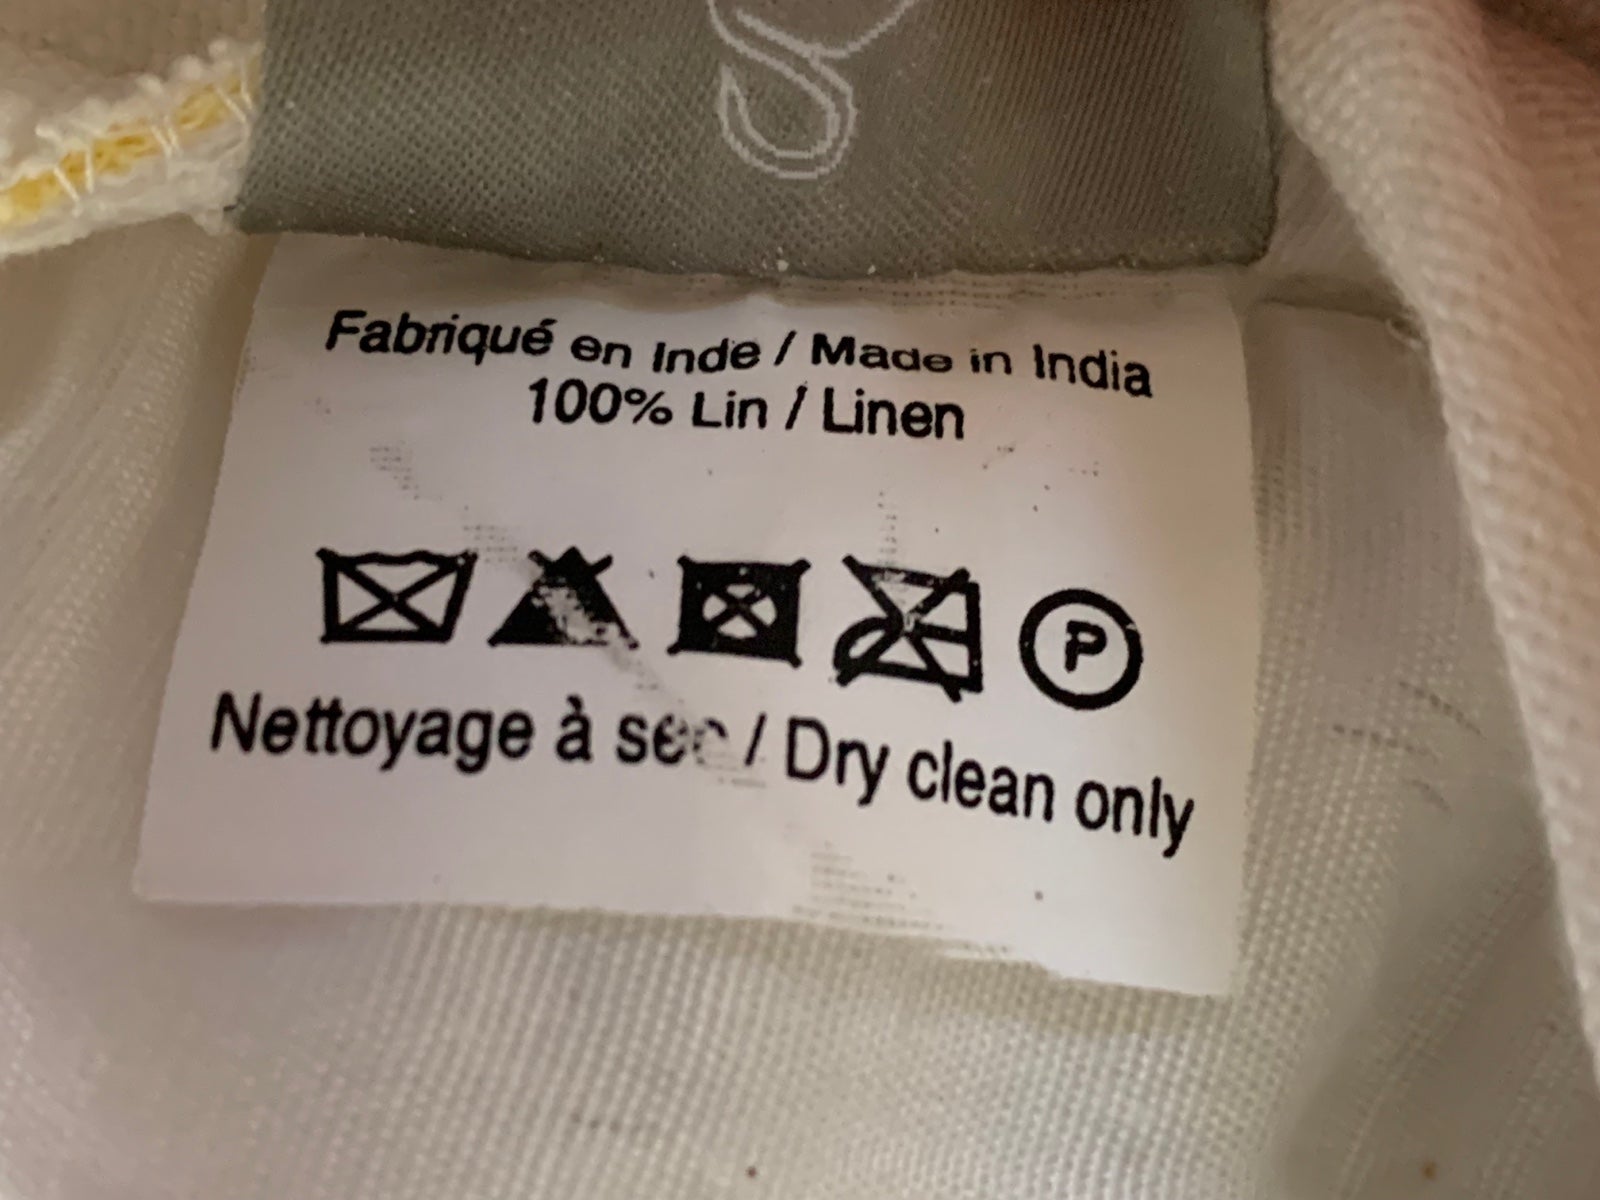 Fabriqué en Inde / Made in India
100% Lin / Linen
P
Nettoyage à sec / Dry clean only